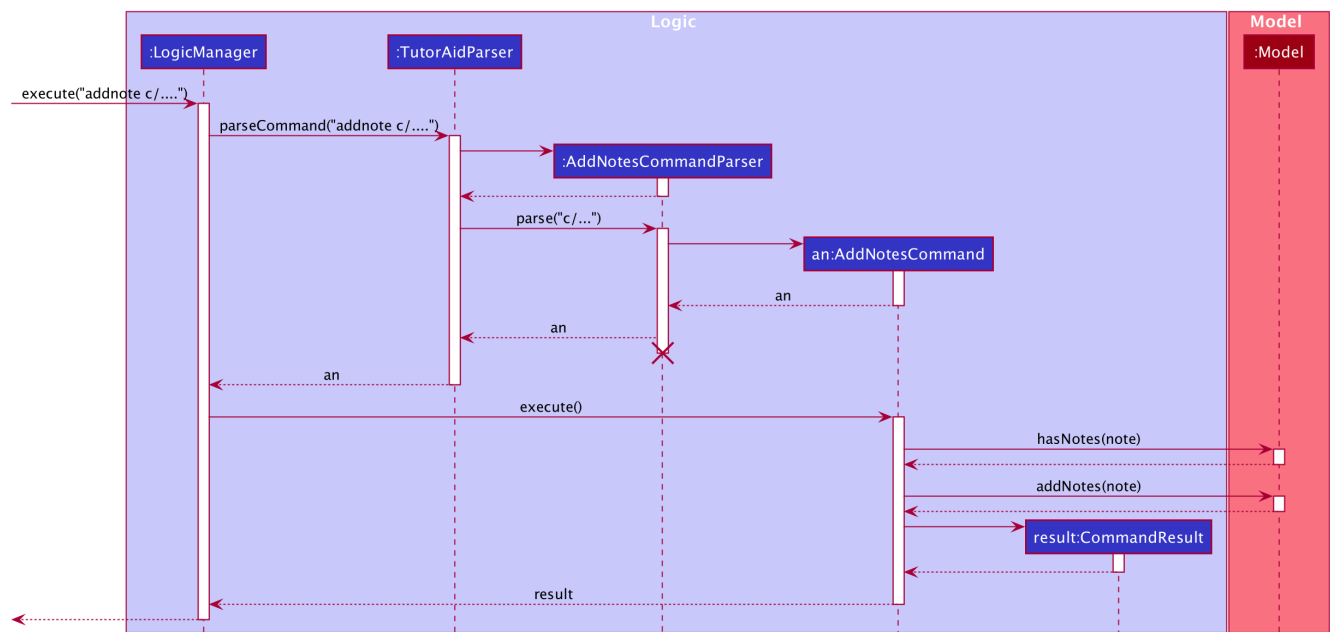 Logic
Model
:LogicManager
:TutorAidParser
:Model
execute("addnote c/....")
parseCommand("addnote c/....")
:AddNotesCommandParser
parse("c/...")
an:AddNotesCommand
an
an
an
execute()
hasNotes(note)
addNotes(note)
result:CommandResult
result